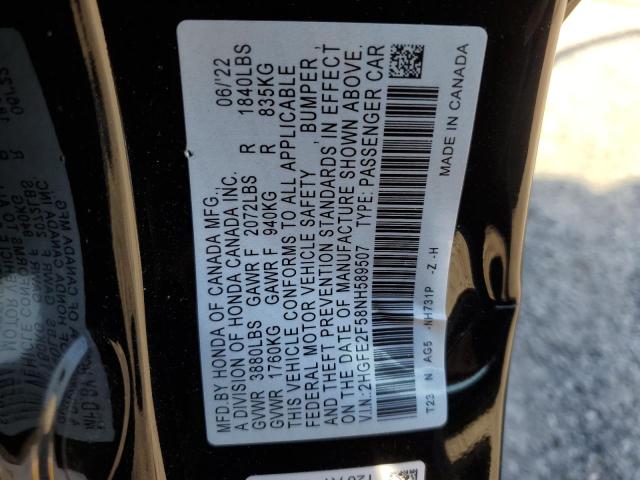 MFD BY HONDA OF CANADA MFG., 06/'22
A DIVISION OF HONDA CANADA INC.
GVWR 3880LBS GAWR F 2072LBS R 1840LBS
GVWR 1760KG GAWR F 940KG R 835KG
THIS VEHICLE CONFORMS TO ALL APPLICABLE
FEDERAL MOTOR VEHICLE SAFETY, BUMPER,
AND THEFT PREVENTION STANDARDS IN EFFECT
ON THE DATE OF MANUFACTURE SHOWN ABOVE.
V.I.N.:2HGFE2F58NH589507 TYPE: PASSENGER CAR
T23 N AG5 -NH731P -Z -H
MADE IN CANADA